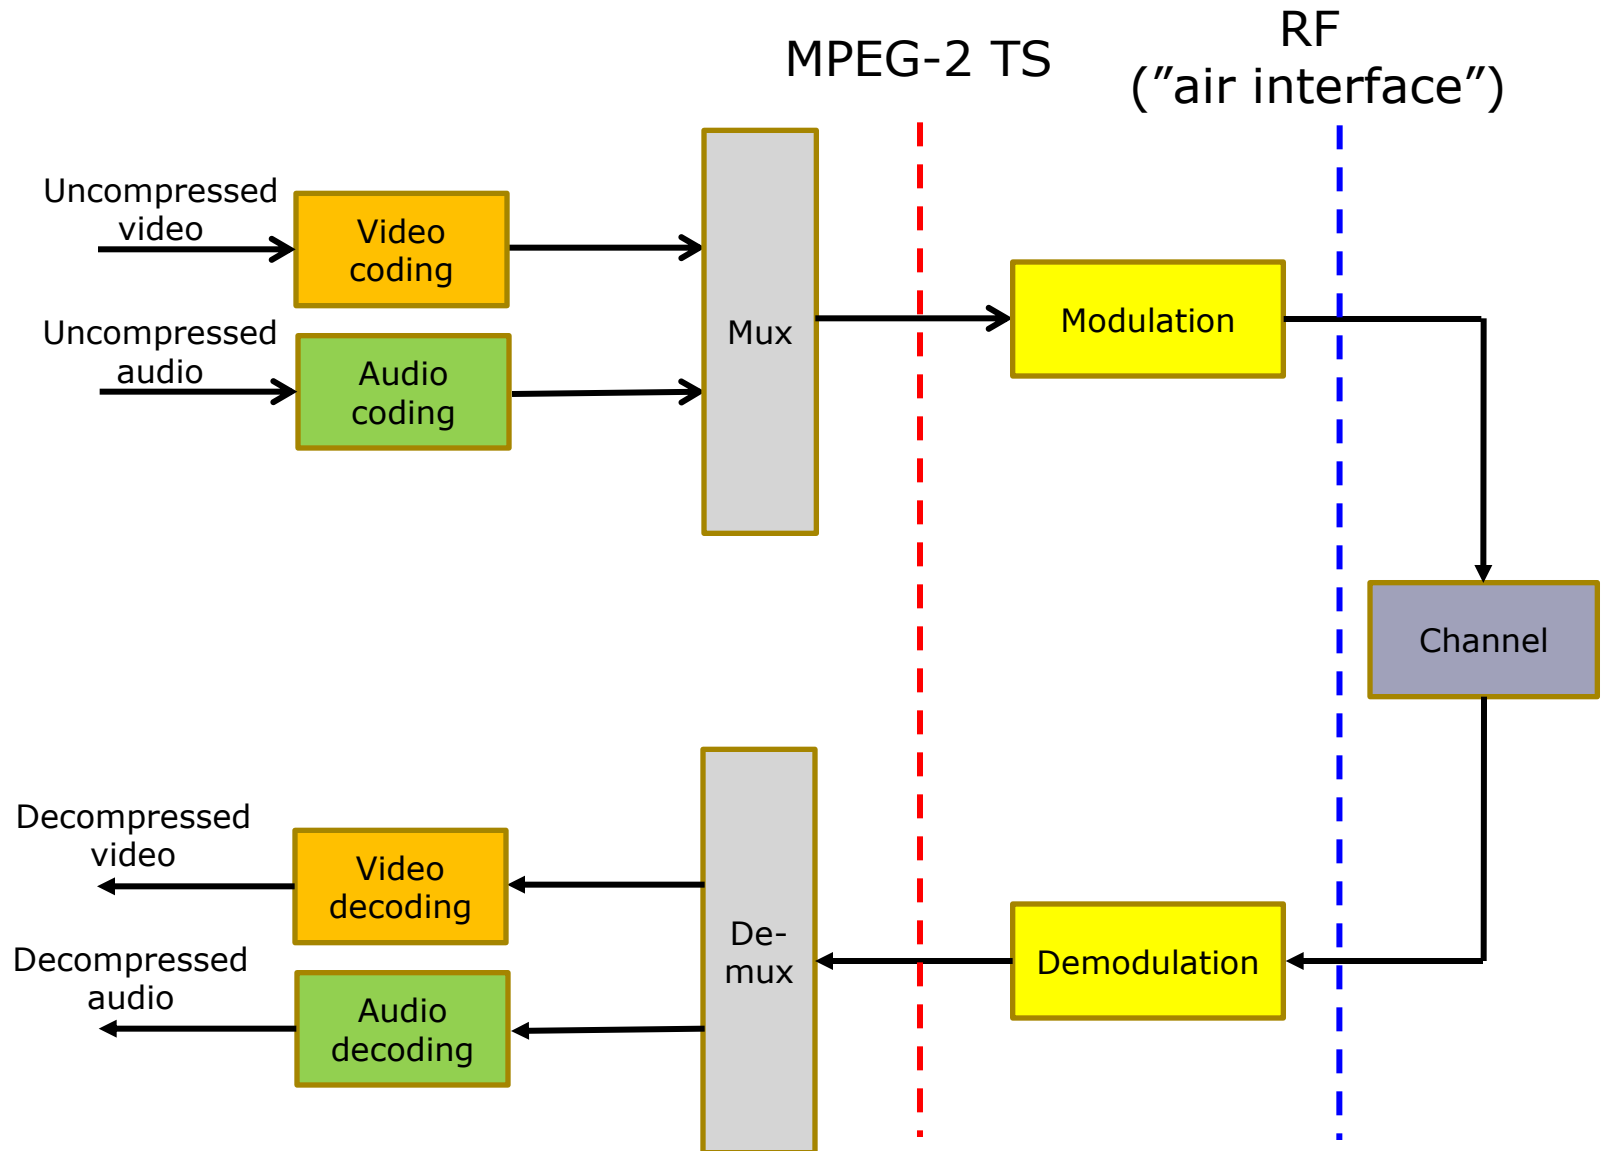 MPEG-2 TS
RF
(”air interface”)
Uncompressed
video
Video
coding
Uncompressed
audio
Audio
coding
Mux
Modulation
Channel
Decompressed
video
Video
decoding
Decompressed
audio
Audio
decoding
De-
mux
Demodulation